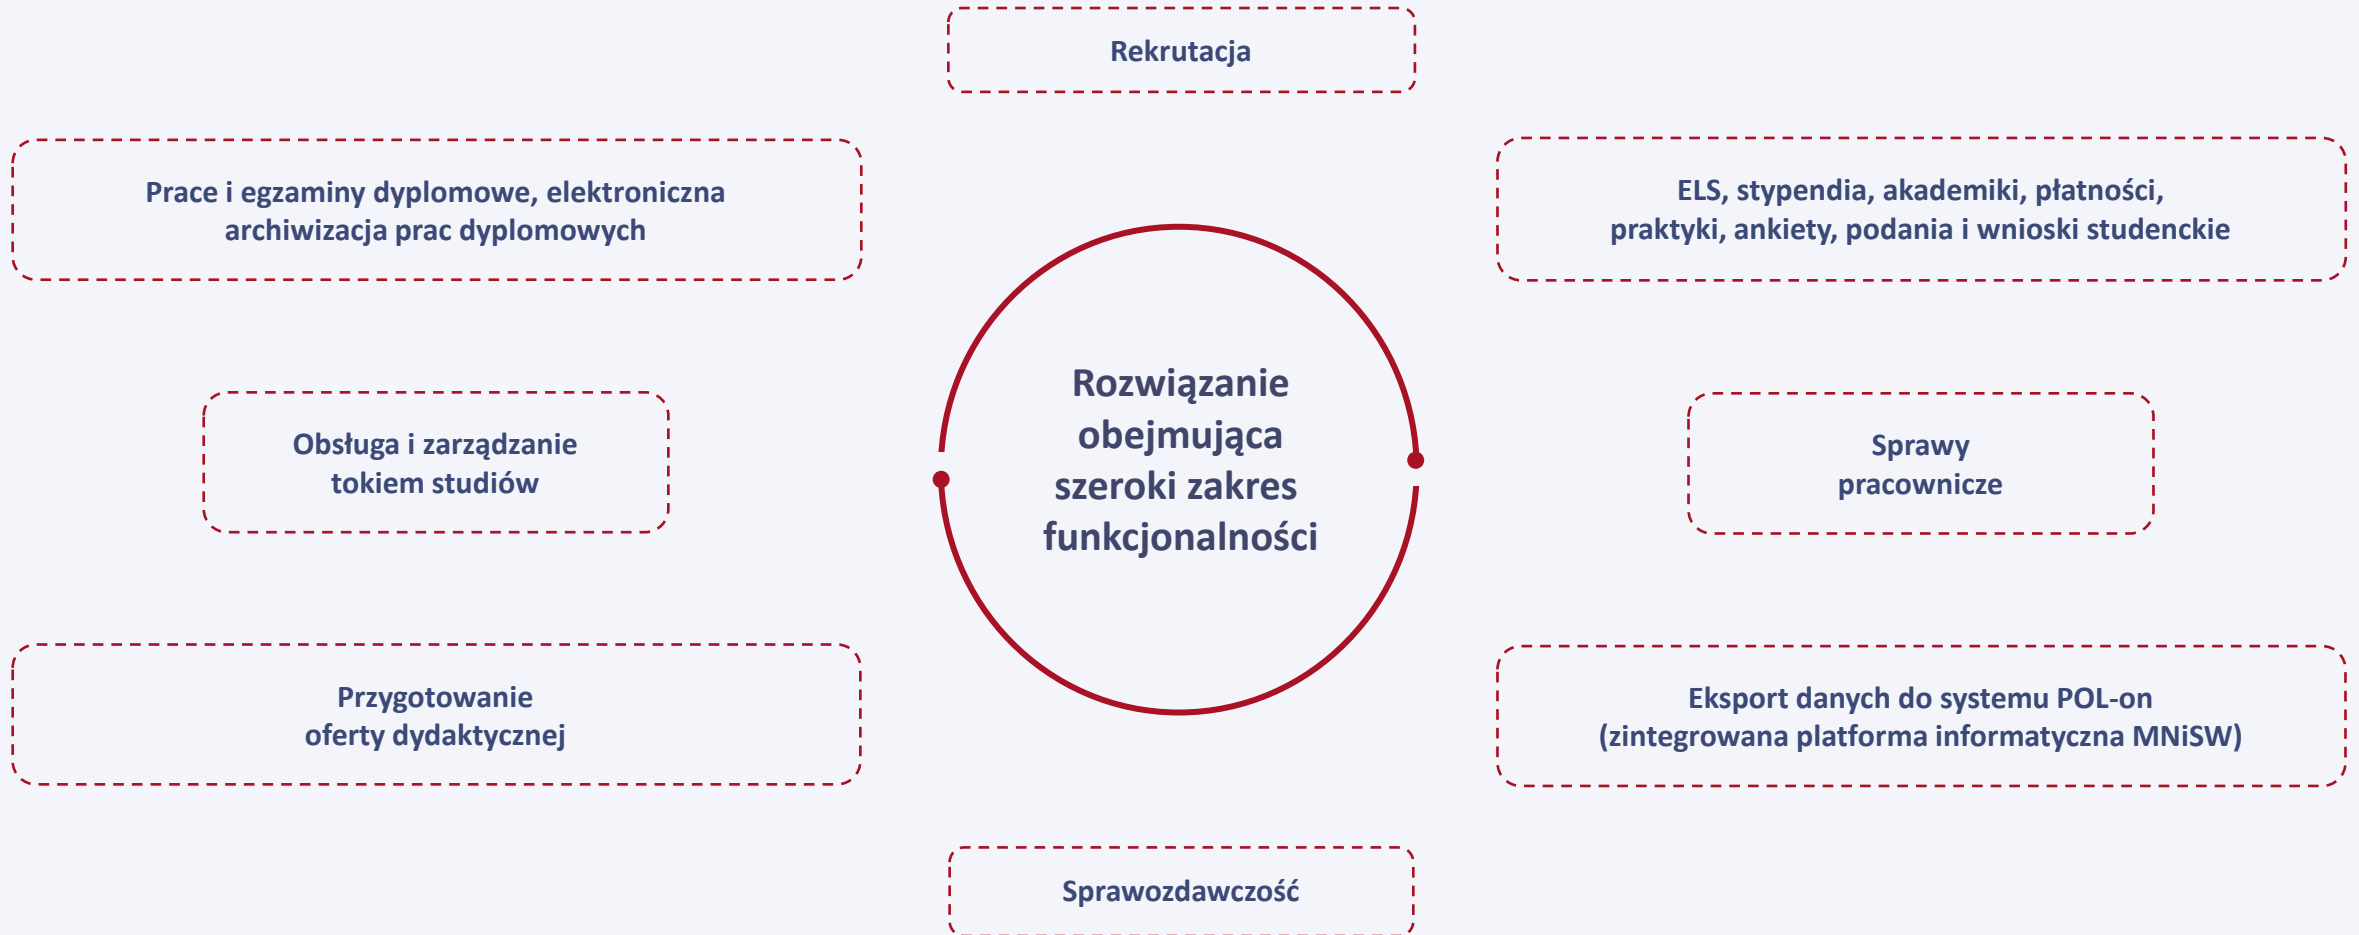 Rekrutacja
Prace i egzaminy dyplomowe, elektroniczna
archiwizacja prac dyplomowych
ELS, stypendia, akademiki, płatności,
praktyki, ankiety, podania i wnioski studenckie
Rozwiązanie
obejmująca
szeroki zakres
funkcjonalności
Obsługa i zarządzanie
tokiem studiów
Sprawy
pracownicze
Przygotowanie
oferty dydaktycznej
Eksport danych do systemu POL-on
(zintegrowana platforma informatyczna MNiSW)
Sprawozdawczość